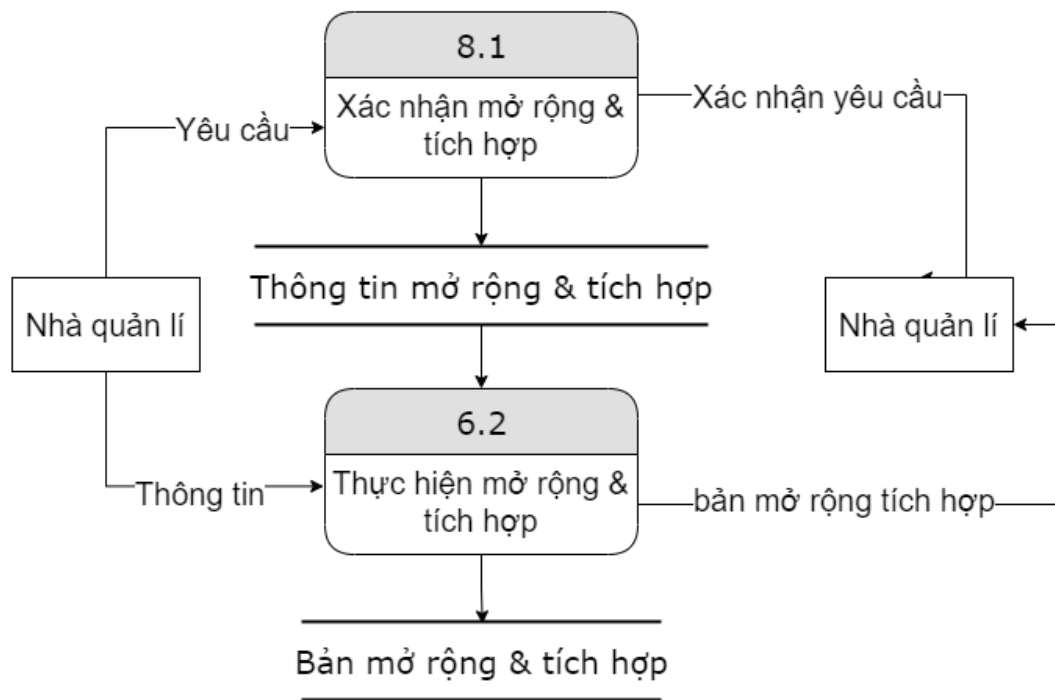 8.1
Xác nhận mở rộng &
tích hợp
Yêu cầu
Xác nhận yêu cầu
Thông tin mở rộng & tích hợp
Nhà quản lí
Nhà quản lí
6.2
Thực hiện mở rộng &
tích hợp
Thông tin
bản mở rộng tích hợp
Bản mở rộng & tích hợp